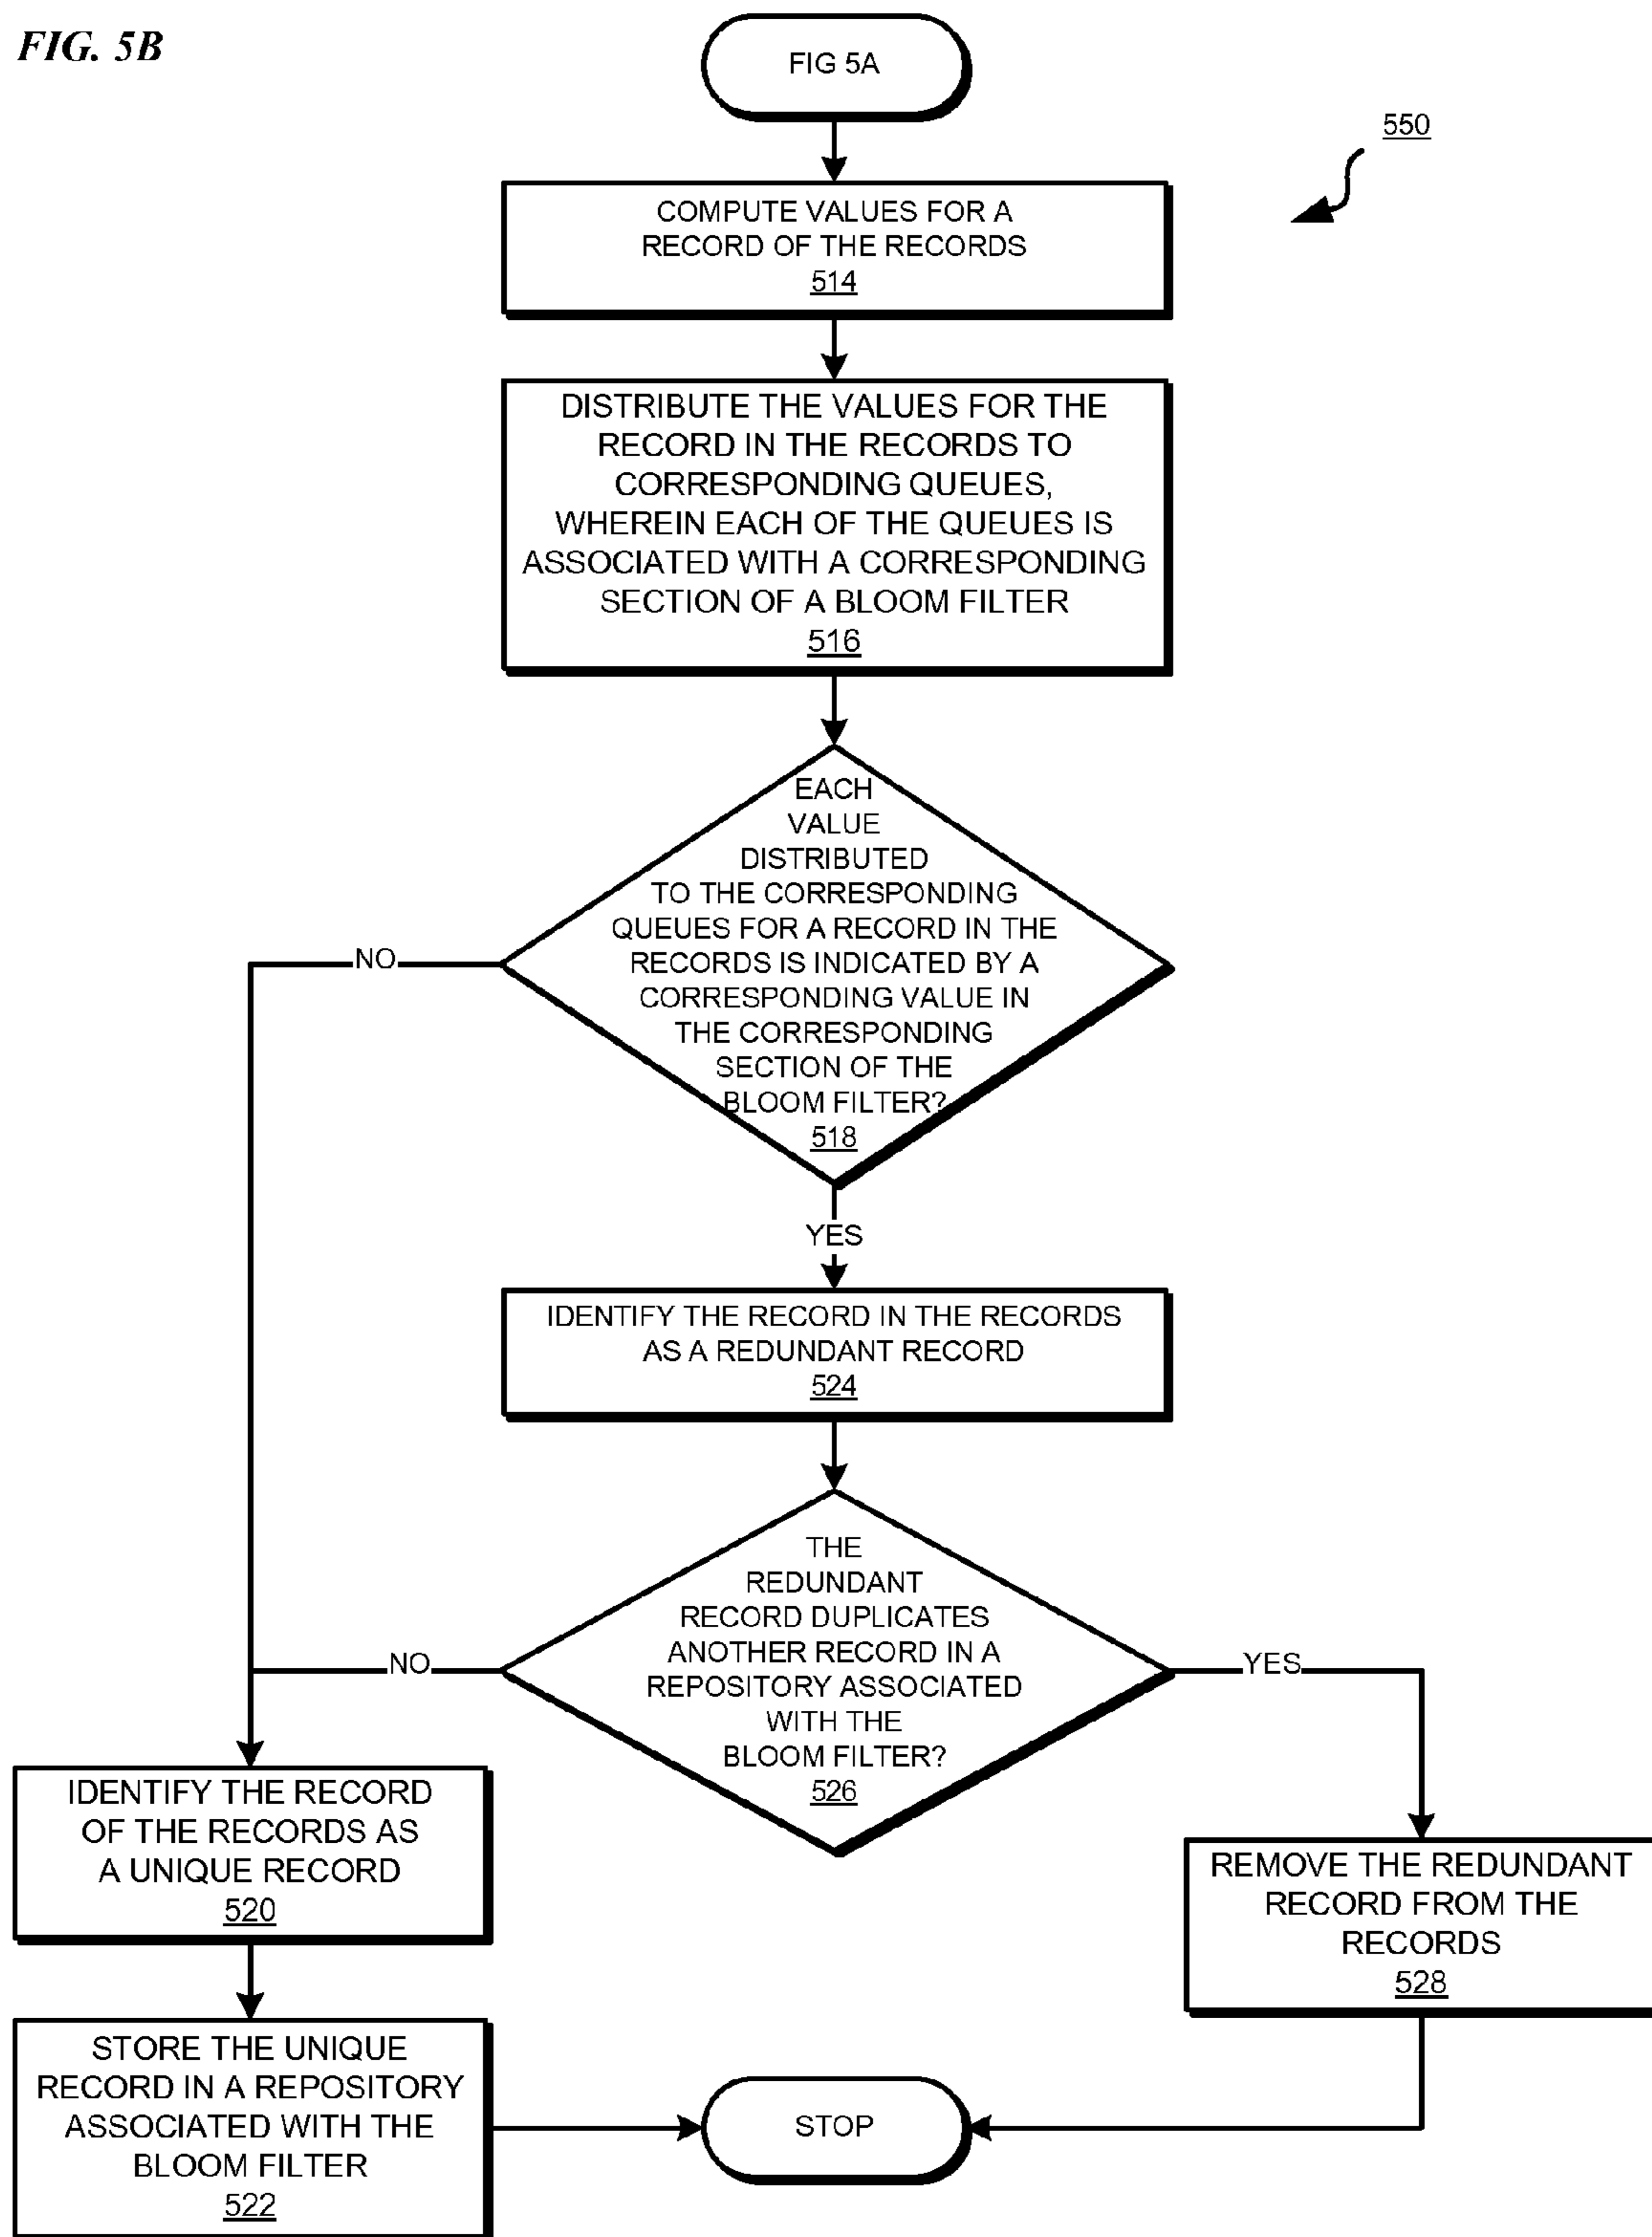 FIG. 5B
FIG 5A
550
COMPUTE VALUES FOR A
RECORD OF THE RECORDS
514
DISTRIBUTE THE VALUES FOR THE
RECORD IN THE RECORDS TO
CORRESPONDING QUEUES,
WHEREIN EACH OF THE QUEUES IS
ASSOCIATED WITH A CORRESPONDING
SECTION OF A BLOOM FILTER
516
EACH
VALUE
DISTRIBUTED
TO THE CORRESPONDING
QUEUES FOR A RECORD IN THE
RECORDS IS INDICATED BY A
CORRESPONDING VALUE IN
THE CORRESPONDING
SECTION OF THE
BLOOM FILTER?
518
NO
YES
IDENTIFY THE RECORD IN THE RECORDS
AS A REDUNDANT RECORD
524
THE
REDUNDANT
RECORD DUPLICATES
ANOTHER RECORD IN A
REPOSITORY ASSOCIATED
WITH THE
BLOOM FILTER?
526
NO
YES
IDENTIFY THE RECORD
OF THE RECORDS AS
A UNIQUE RECORD
520
REMOVE THE REDUNDANT
RECORD FROM THE
RECORDS
528
STORE THE UNIQUE
RECORD IN A REPOSITORY
ASSOCIATED WITH THE
BLOOM FILTER
522
STOP